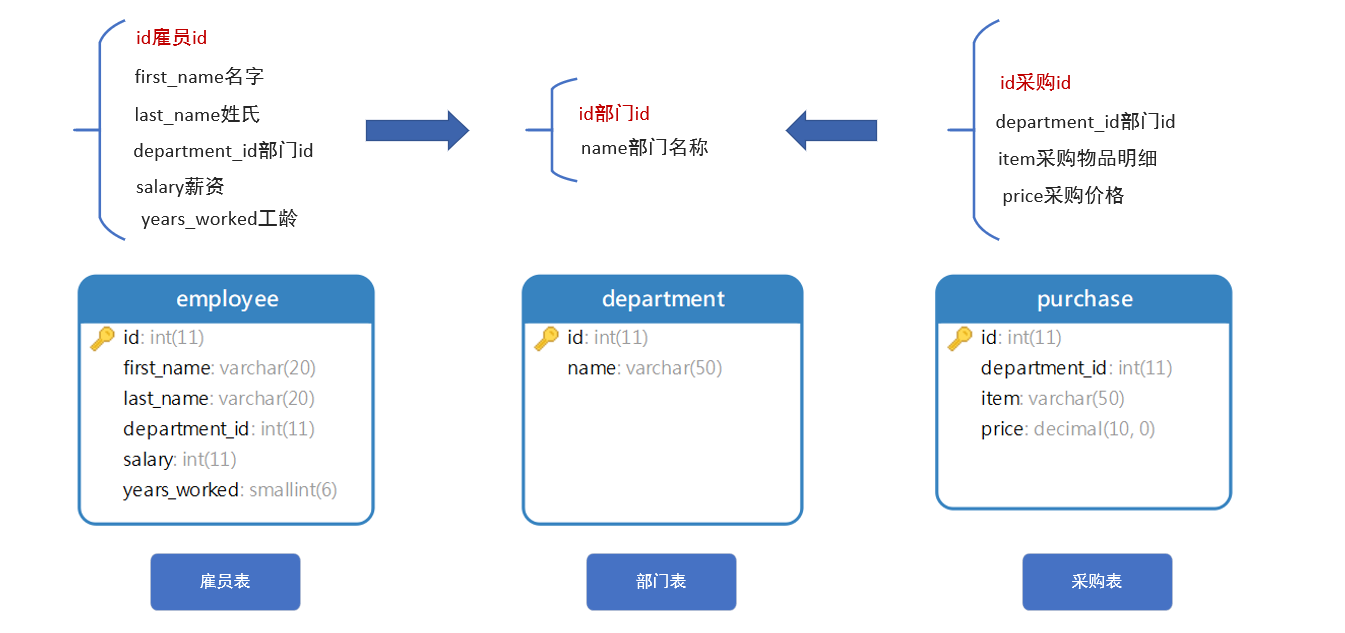 id雇员id
first_name名字
last_name姓氏
department_id部门id
salary薪资
years_worked工龄
id部门id
name部门名称
id采购id
department_id部门id
item采购物品明细
price采购价格
employee
id: int(11)
first_name: varchar(20)
last_name: varchar(20)
department_id: int(11)
salary: int(11)
years_worked: smallint(6)
department
id: int(11)
name: varchar(50)
purchase
id: int(11)
department_id: int(11)
item: varchar(50)
price: decimal(10, 0)
雇员表
部门表
采购表